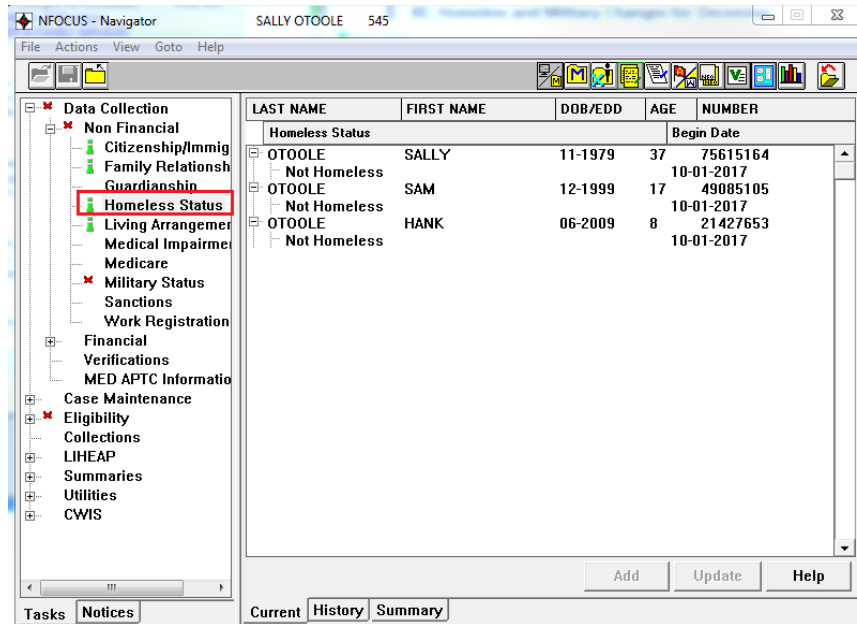 NFOCUS - Navigator SALLY OTOOLE 545
File Actions View Goto Help
Data Collection
Non Financial
Citizenship/Immig
Family Relationsh
Guardianship
Homeless Status
Living Arrangemer
Medical Impairmer
Medicare
Military Status
Sanctions
Work Registration
Financial
Verifications
MED APTC Informatio
Case Maintenance
Eligibility
Collections
LIHEAP
Summaries
Utilities
CWIS
Tasks Notices
LAST NAME FIRST NAME DOB/EDD AGE NUMBER
Homeless Status Begin Date
OTOOLE SALLY 11-1979 37 75615164
Not Homeless 10-01-2017
OTOOLE SAM 12-1999 17 49085105
Not Homeless 10-01-2017
OTOOLE HANK 06-2009 8 21427653
Not Homeless 10-01-2017
Add Update Help
Current History Summary